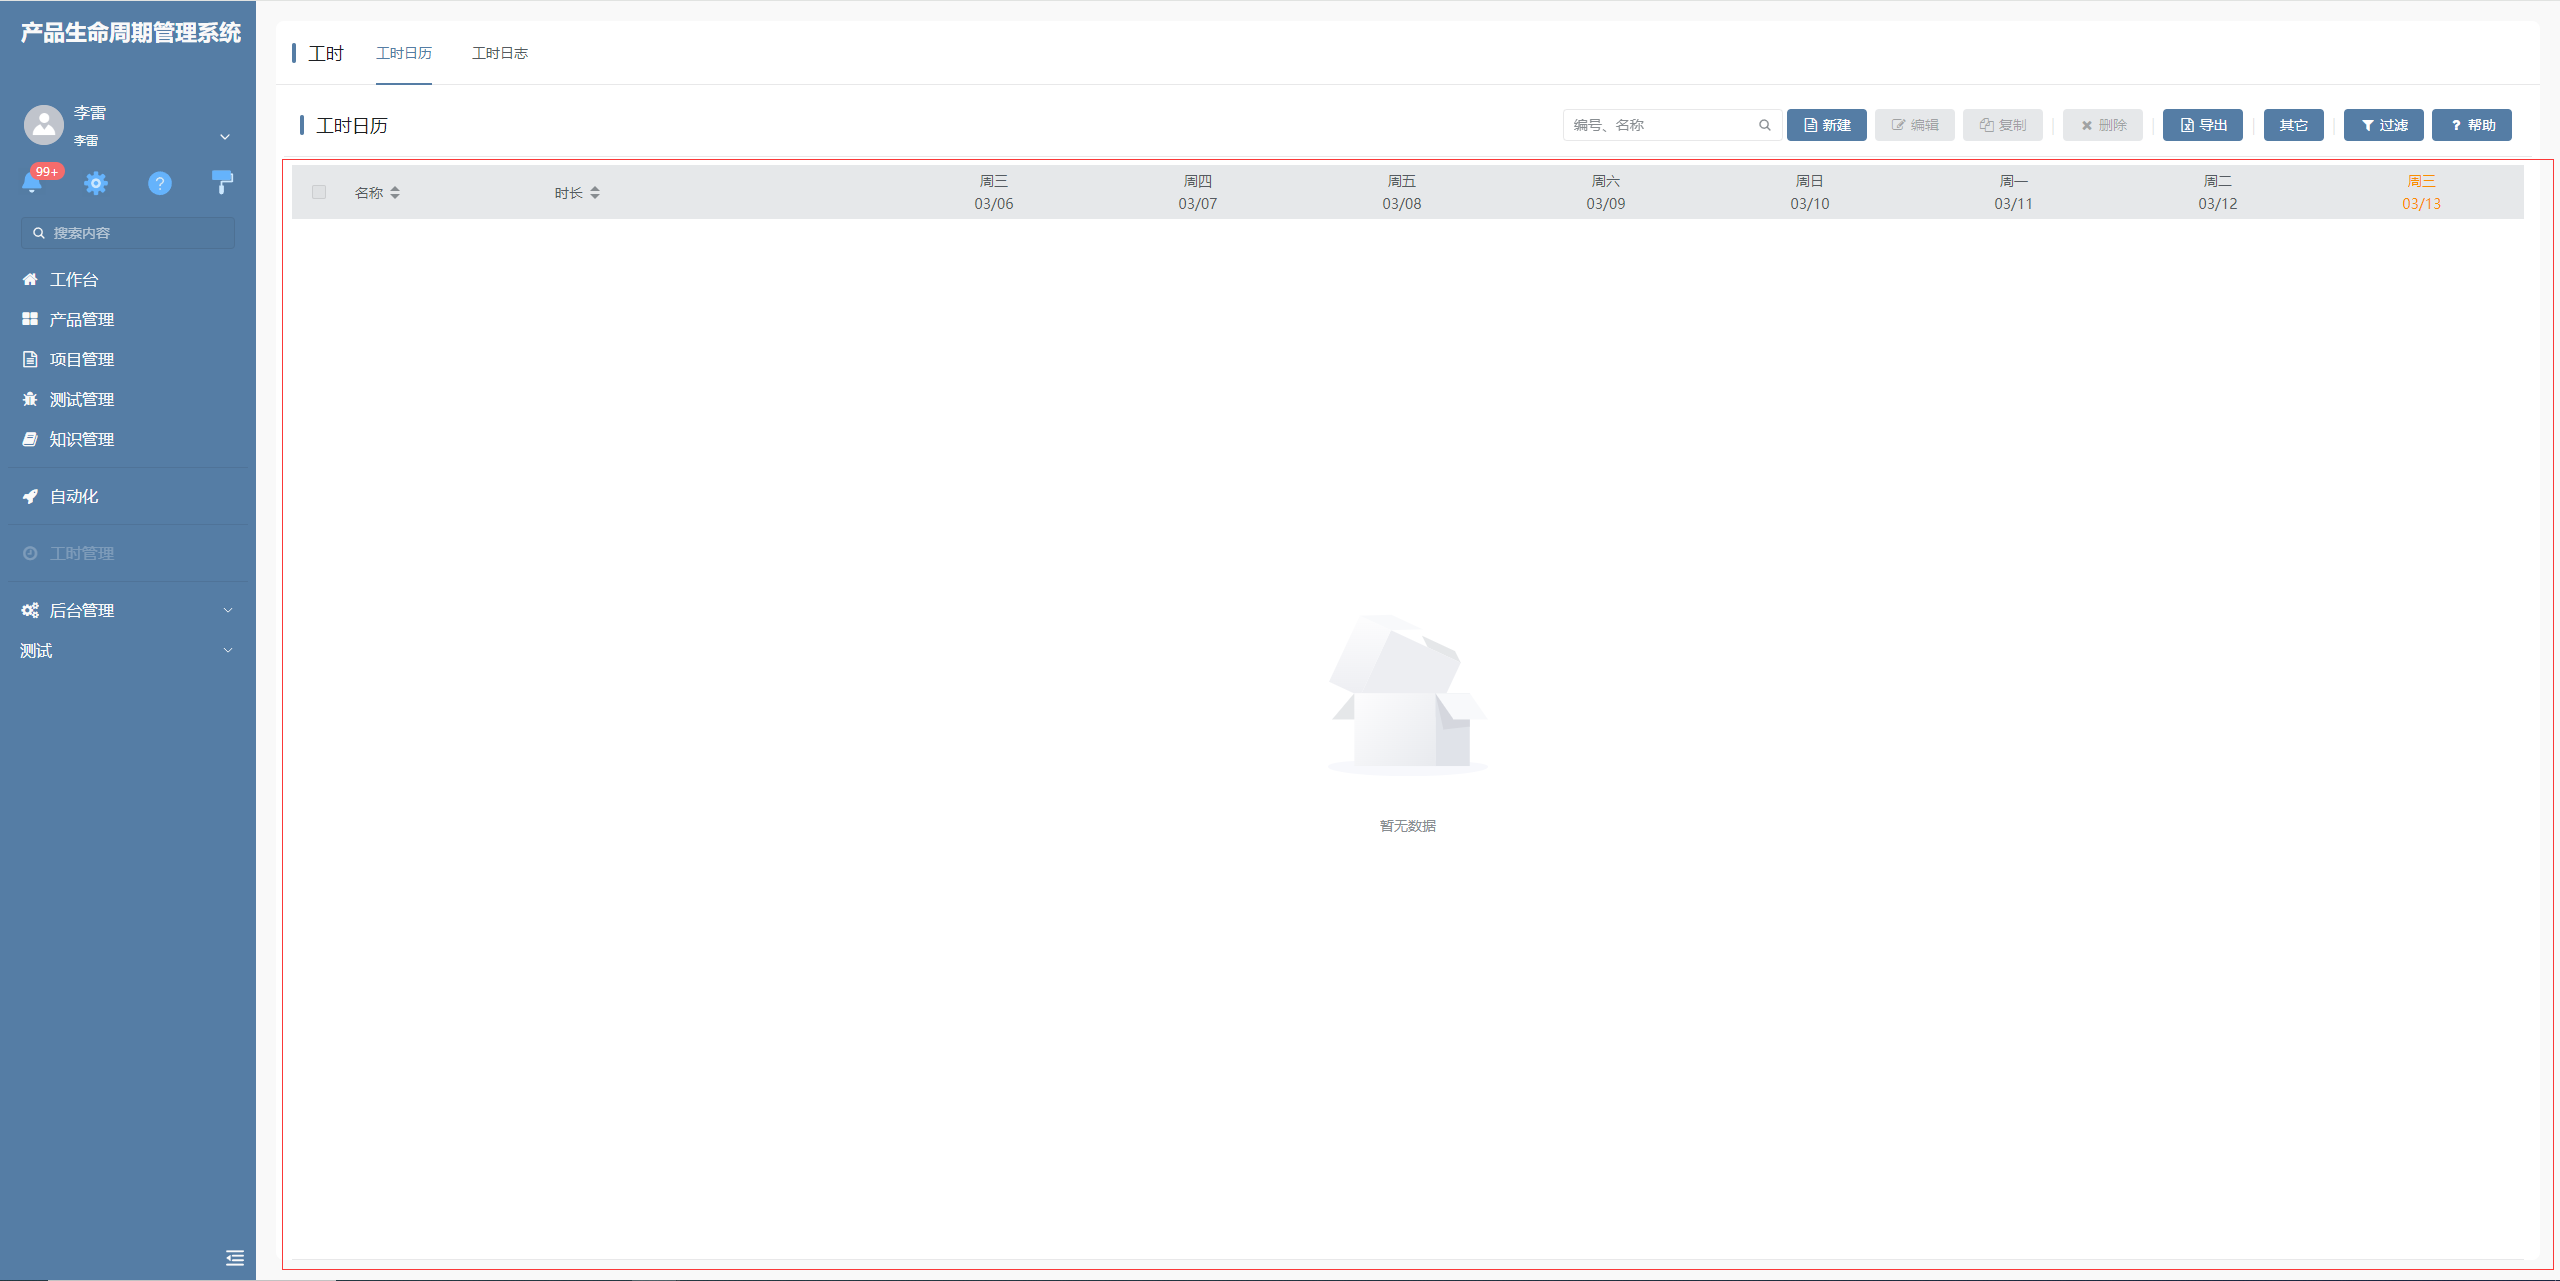 产品生命周期管理系统
李雷
李雷
99+
搜索内容
工作台
产品管理
项目管理
测试管理
知识管理
自动化
工时管理
后台管理
测试
工时 工时日历 工时日志
工时日历 编号、名称 新建 编辑 复制 删除 导出 其它 过滤 ? 帮助
名称 时长 周三 周四 周五 周六 周日 周一 周二 周三
03/06 03/07 03/08 03/09 03/10 03/11 03/12 03/13
暂无数据